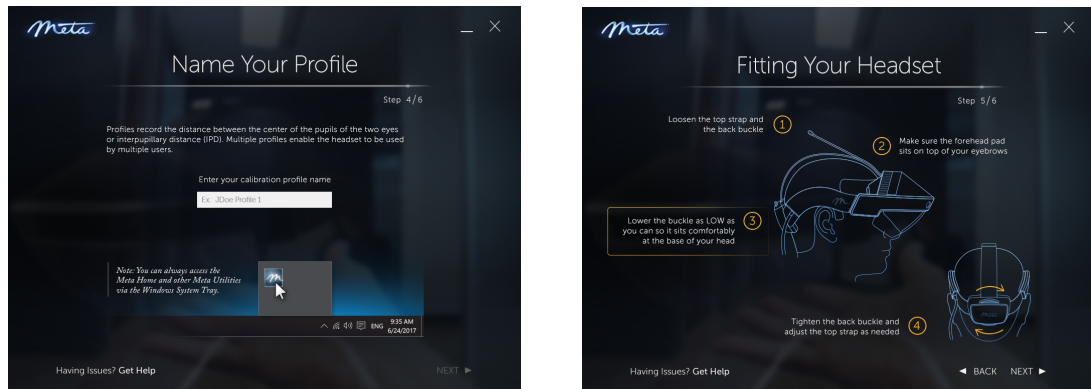 Meta
Name Your Profile
Step 4/6
Profiles record the distance between the center of the pupils of the two eyes
or interpupillary distance (IPD). Multiple profiles enable the headset to be used
by multiple users.
Enter your calibration profile name
Ex: JDoe Profile 1
Note: You can always access the
Meta Home and other Meta Utilities
via the Windows System Tray.
m
ENG
9:35 AM
6/24/2017
Having Issues? Get Help
NEXT ►
Meta
Fitting Your Headset
Step 5/6
Loosen the top strap and
the back buckle
1
2
Make sure the forehead pad
sits on top of your eyebrows
Lower the buckle as LOW as
you can so it sits comfortably
at the base of your head
3
m
Meta
Tighten the back buckle and
adjust the top strap as needed
4
Having Issues? Get Help
◄ BACK
NEXT ►